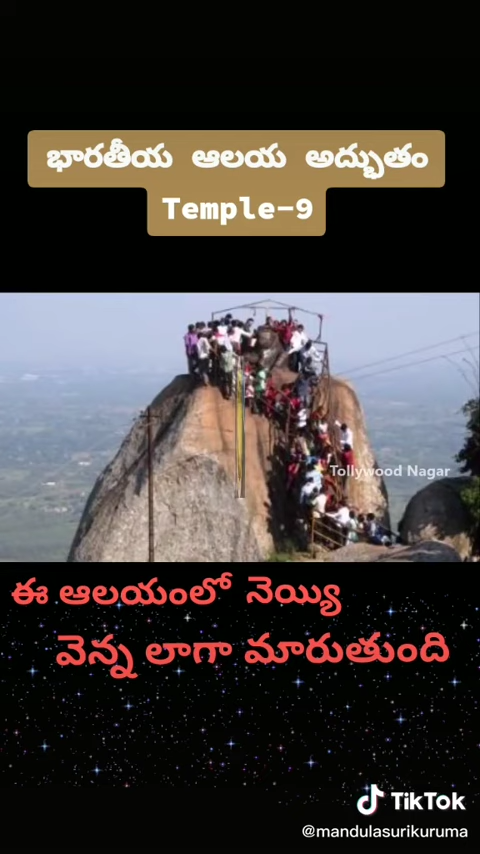 భారతీయ ఆలయ అద్భుతం
Temple-9
Tollywood Nagar
ఈ ఆలయంలో నెయ్యి
వెన్న లాగా మారుతుంది
TikTok
@mandulasurikuruma